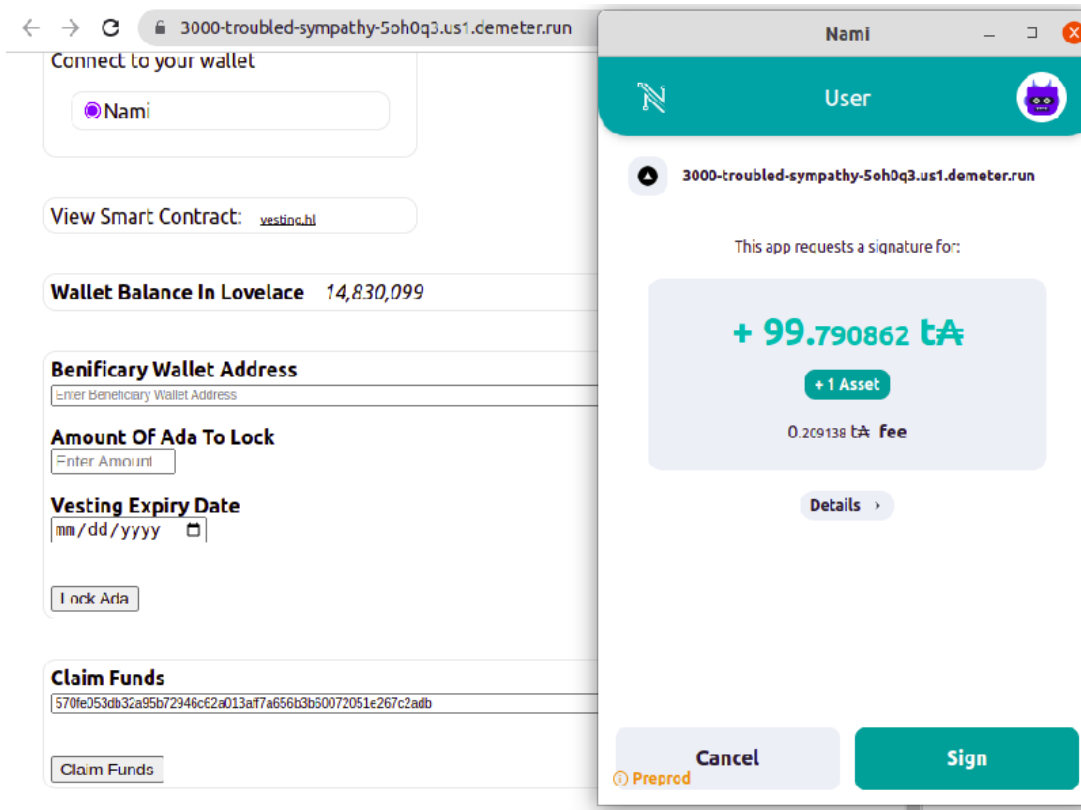 3000-troubled-sympathy-5oh0q3.us1.demeter.run
Connect to your wallet
Nami
View Smart Contract: vesting.hl
Wallet Balance In Lovelace 14,830,099
Benificary Wallet Address
Enter Beneficiary Wallet Address
Amount Of Ada To Lock
Enter Amount
Vesting Expiry Date
mm/dd/yyyy
Lock Ada
Claim Funds
570fe053db32a95b72946c62a013aff7a656b3b60072051e267c2adb
Claim Funds
Nami
User
3000-troubled-sympathy-5oh0q3.us1.demeter.run
This app requests a signature for:
+ 99.790862 t₳
+ 1 Asset
0.209138 t₳ fee
Details ›
Cancel
Sign
Preprod